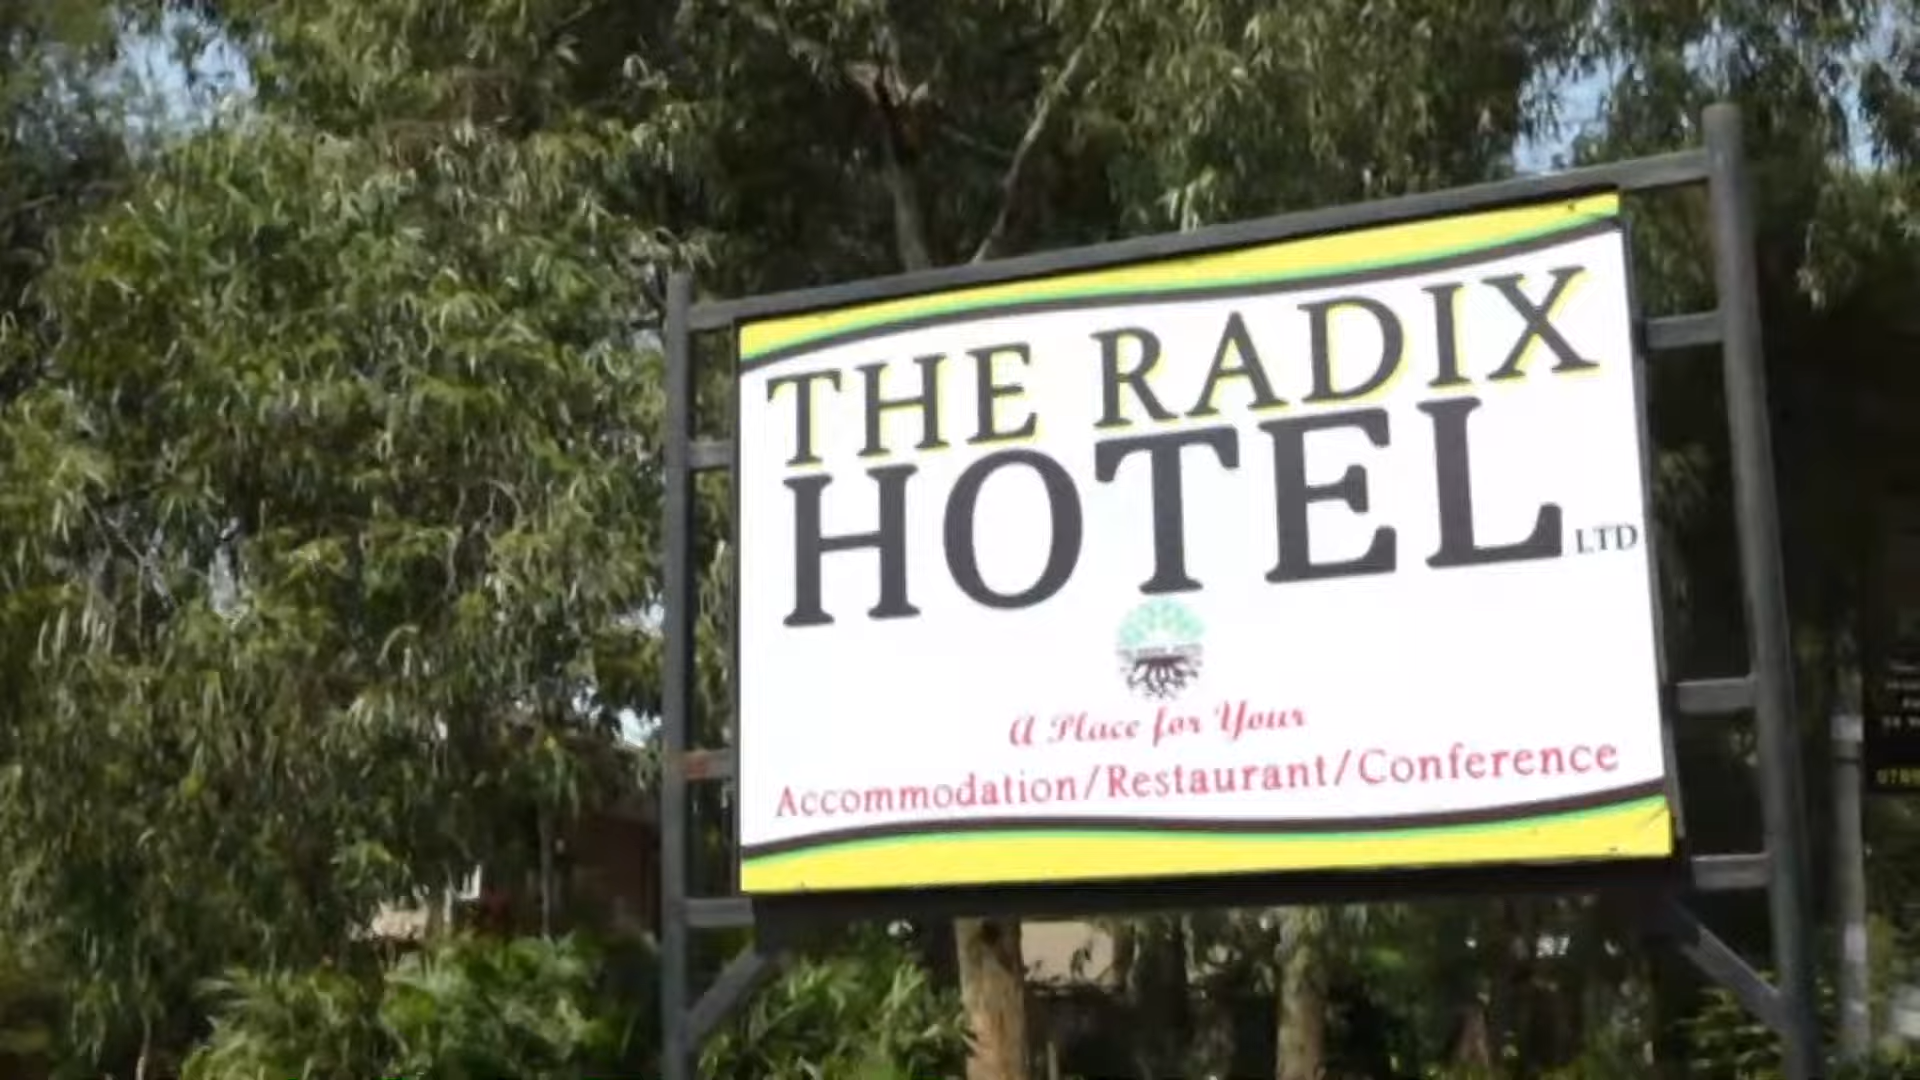 THE RADIX
HOTEL LTD
A Place for Your
Accommodation/Restaurant/Conference